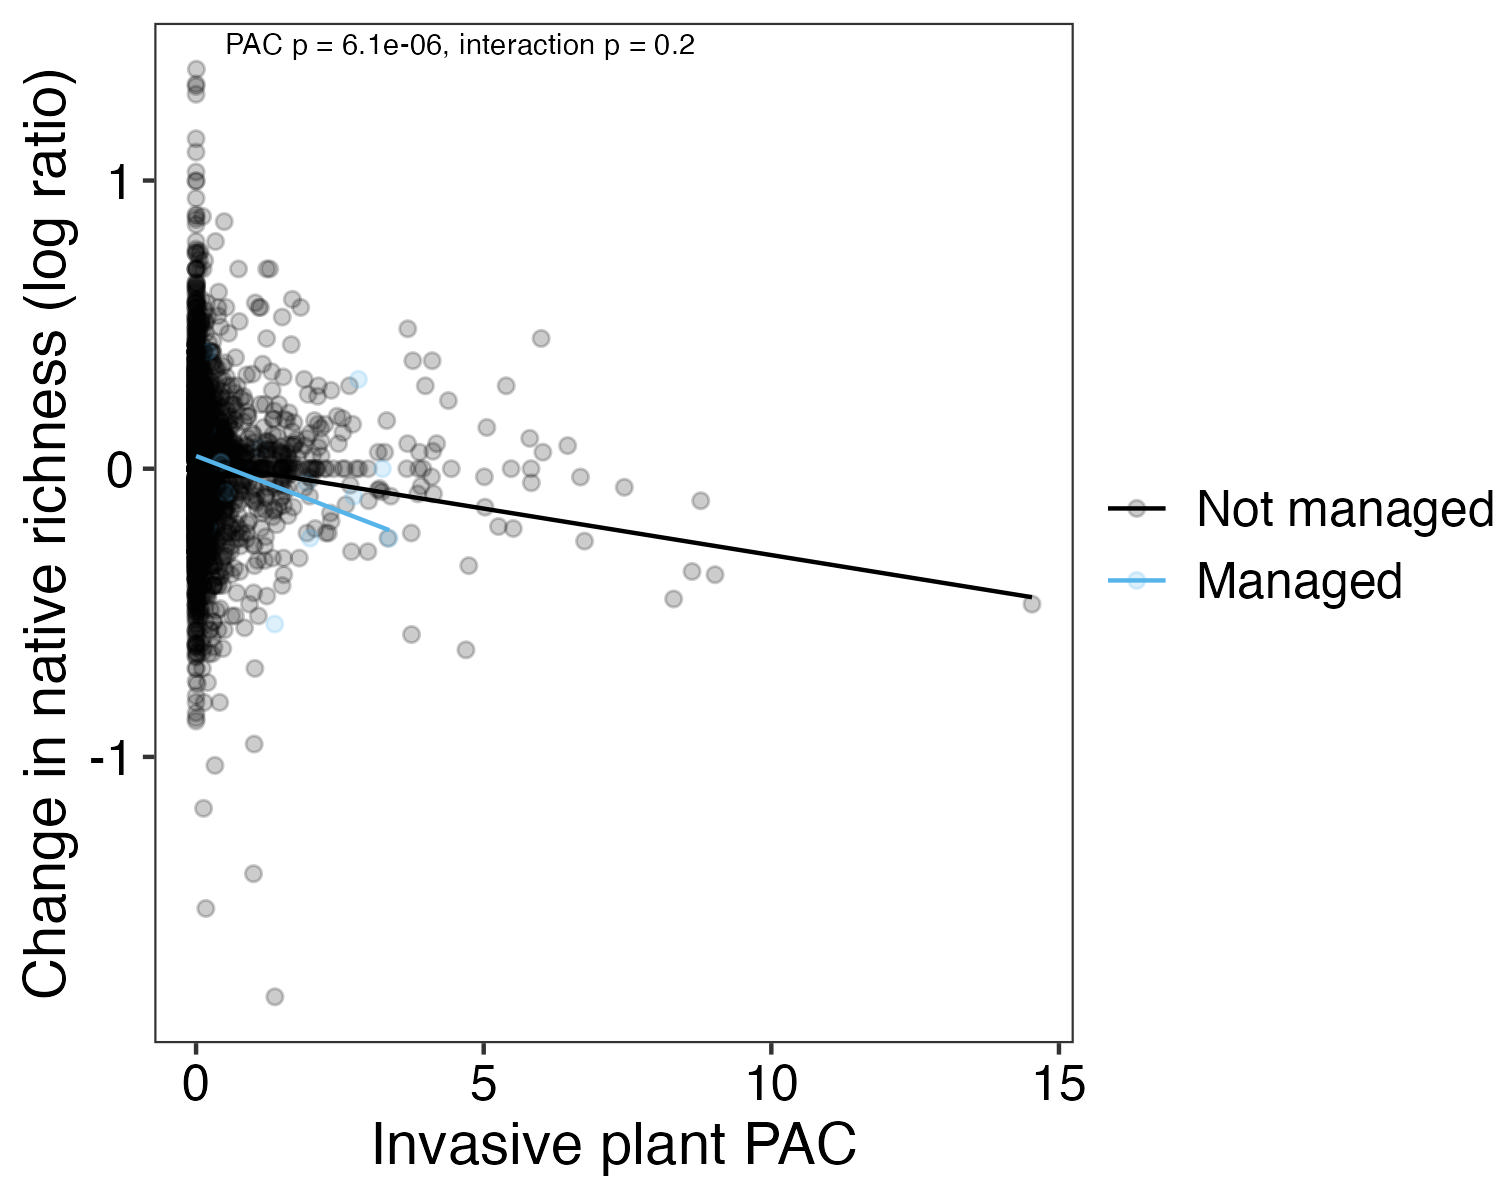 PAC p = 6.1e-06, interaction p = 0.2
Change in native richness (log ratio)
1
0
-1
0
5
10
15
Invasive plant PAC
Not managed
Managed